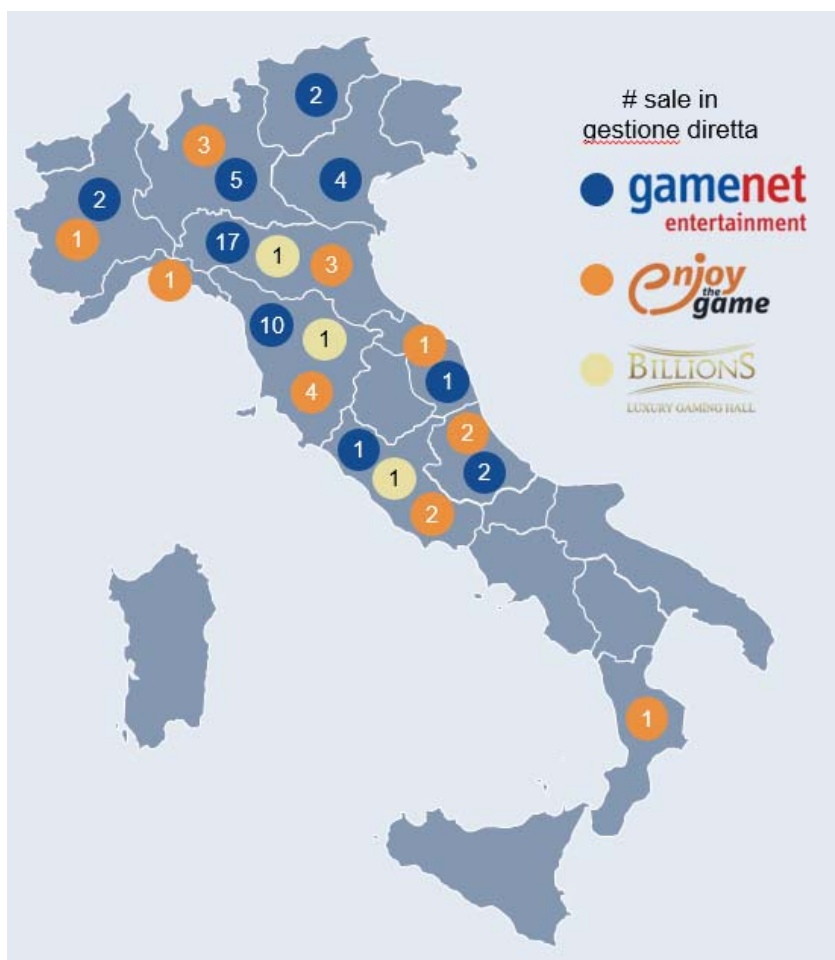 # sale in
gestione diretta
gamenet
entertainment
enjoy
the
game
BILLIONS
LUXURY GAMING HALL
2
3
5
4
2
1
17
1
3
1
10
1
4
1
1
2
2
1
1
2
1